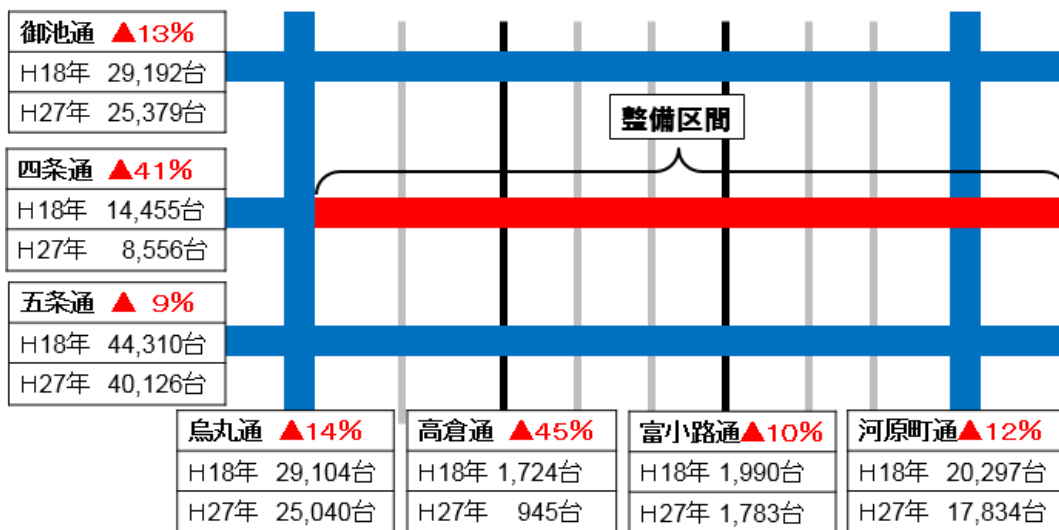 御池通 ▲13%
H18年 29,192台
H27年 25,379台
整備区間
四条通 ▲41%
H18年 14,455台
H27年 8,556台
五条通 ▲ 9%
H18年 44,310台
H27年 40,126台
烏丸通 ▲14%
H18年 29,104台
H27年 25,040台
高倉通 ▲45%
H18年 1,724台
H27年 945台
富小路通▲10%
H18年 1,990台
H27年 1,783台
河原町通▲12%
H18年 20,297台
H27年 17,834台